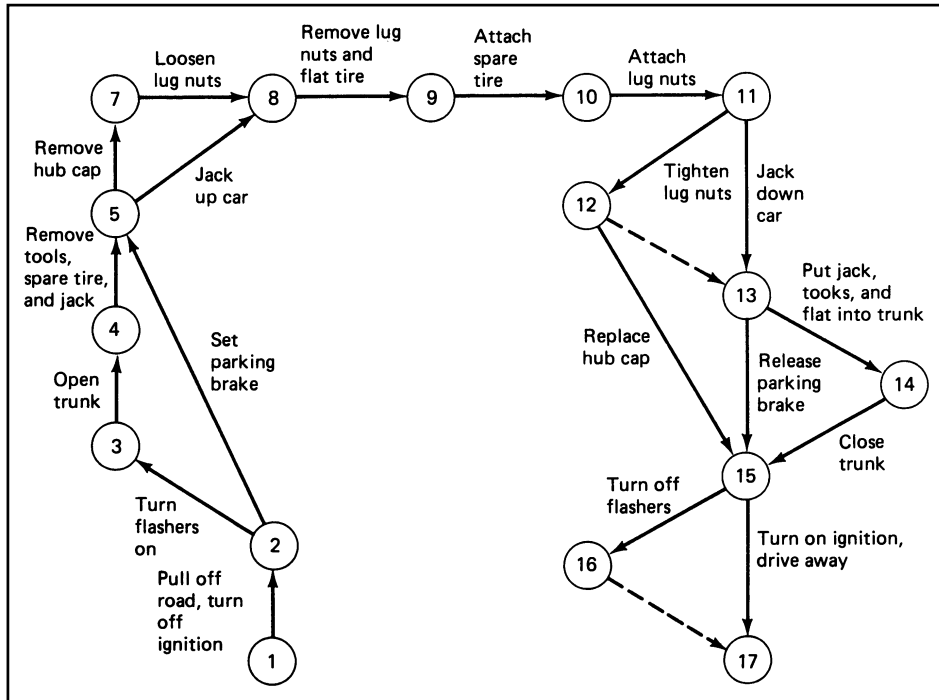 Loosen
lug nuts
Remove lug
nuts and
flat tire
Attach
spare
tire
Attach
lug nuts
7
8
9
10
11
Remove
hub cap
Jack
up car
Tighten
lug nuts
Jack
down
car
5
12
Remove
tools,
spare tire,
and jack
4
Set
parking
brake
13
Put jack,
tooks, and
flat into trunk
Replace
hub cap
Release
parking
brake
14
Open
trunk
3
Close
trunk
15
Turn
flashers
on
2
Turn off
flashers
16
Turn on ignition,
drive away
Pull off
road, turn
off
ignition
1
17